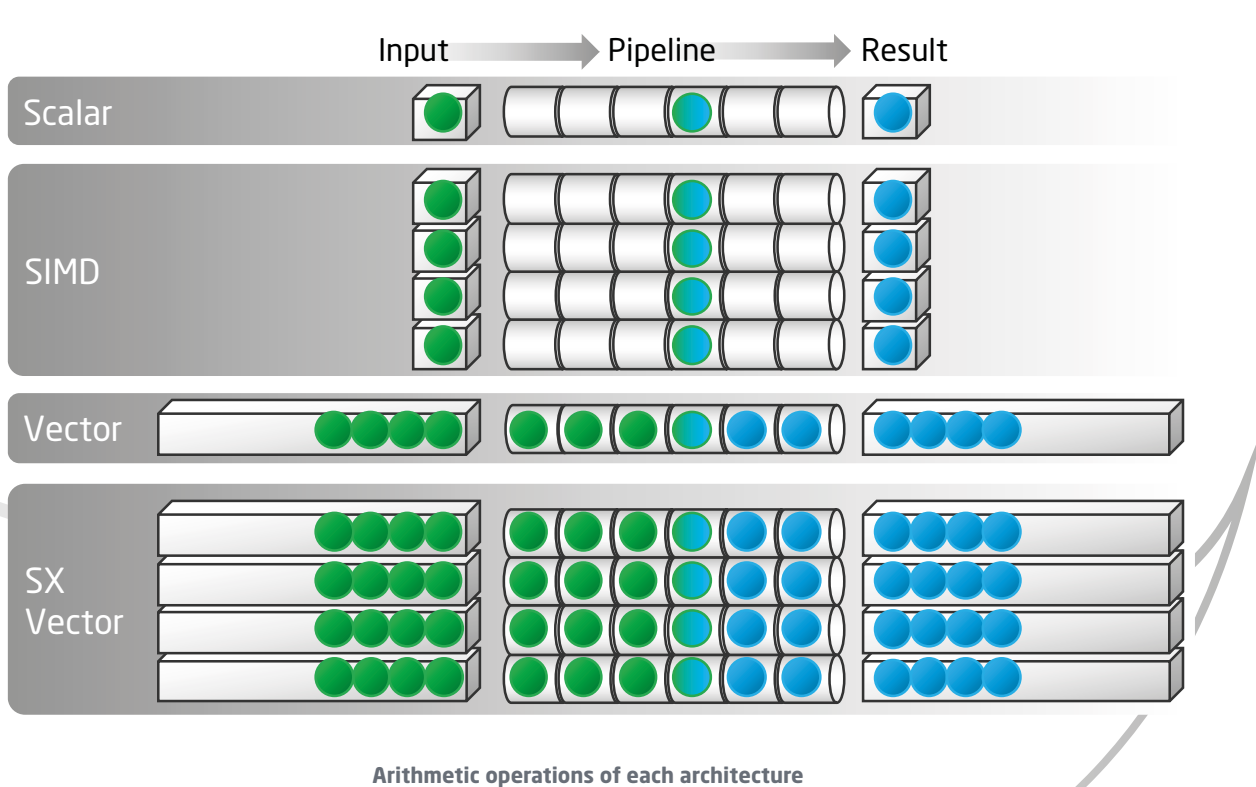 Input Pipeline Result
Scalar
SIMD
Vector
SX
Vector
Arithmetic operations of each architecture